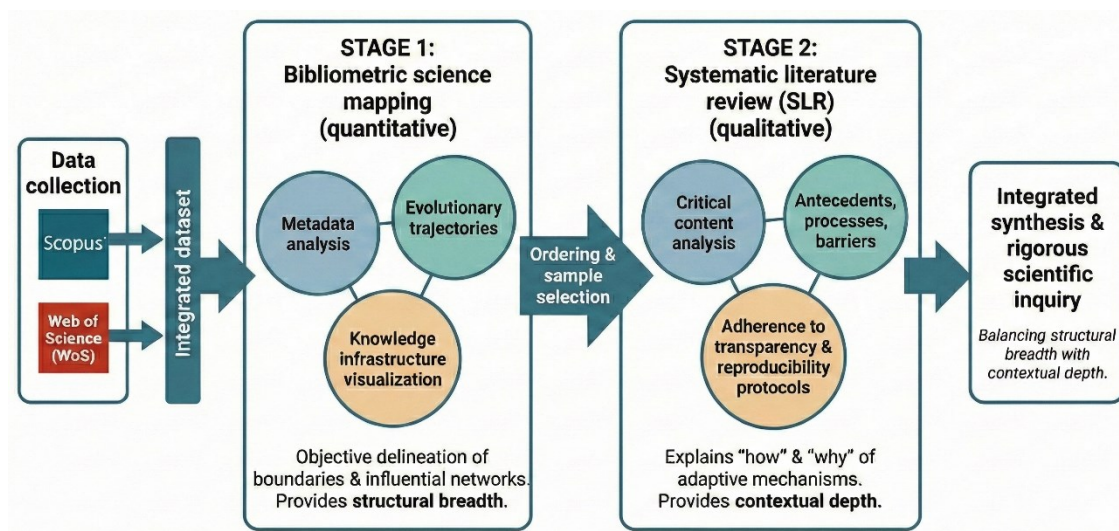 Data
collection
Scopus
Web of
Science
(WoS)
Integrated dataset
STAGE 1:
Bibliometric science
mapping
(quantitative)
Metadata
analysis
Evolutionary
trajectories
Knowledge
infrastructure
visualization
Objective delineation of
boundaries & influential networks.
Provides structural breadth.
Ordering &
sample
selection
STAGE 2:
Systematic literature
review (SLR)
(qualitative)
Critical
content
analysis
Antecedents,
processes,
barriers
Adherence to
transparency &
reproducibility
protocols
Explains “how” & “why” of
adaptive mechanisms.
Provides contextual depth.
Integrated
synthesis &
rigorous
scientific
inquiry
Balancing structural
breadth with
contextual depth.